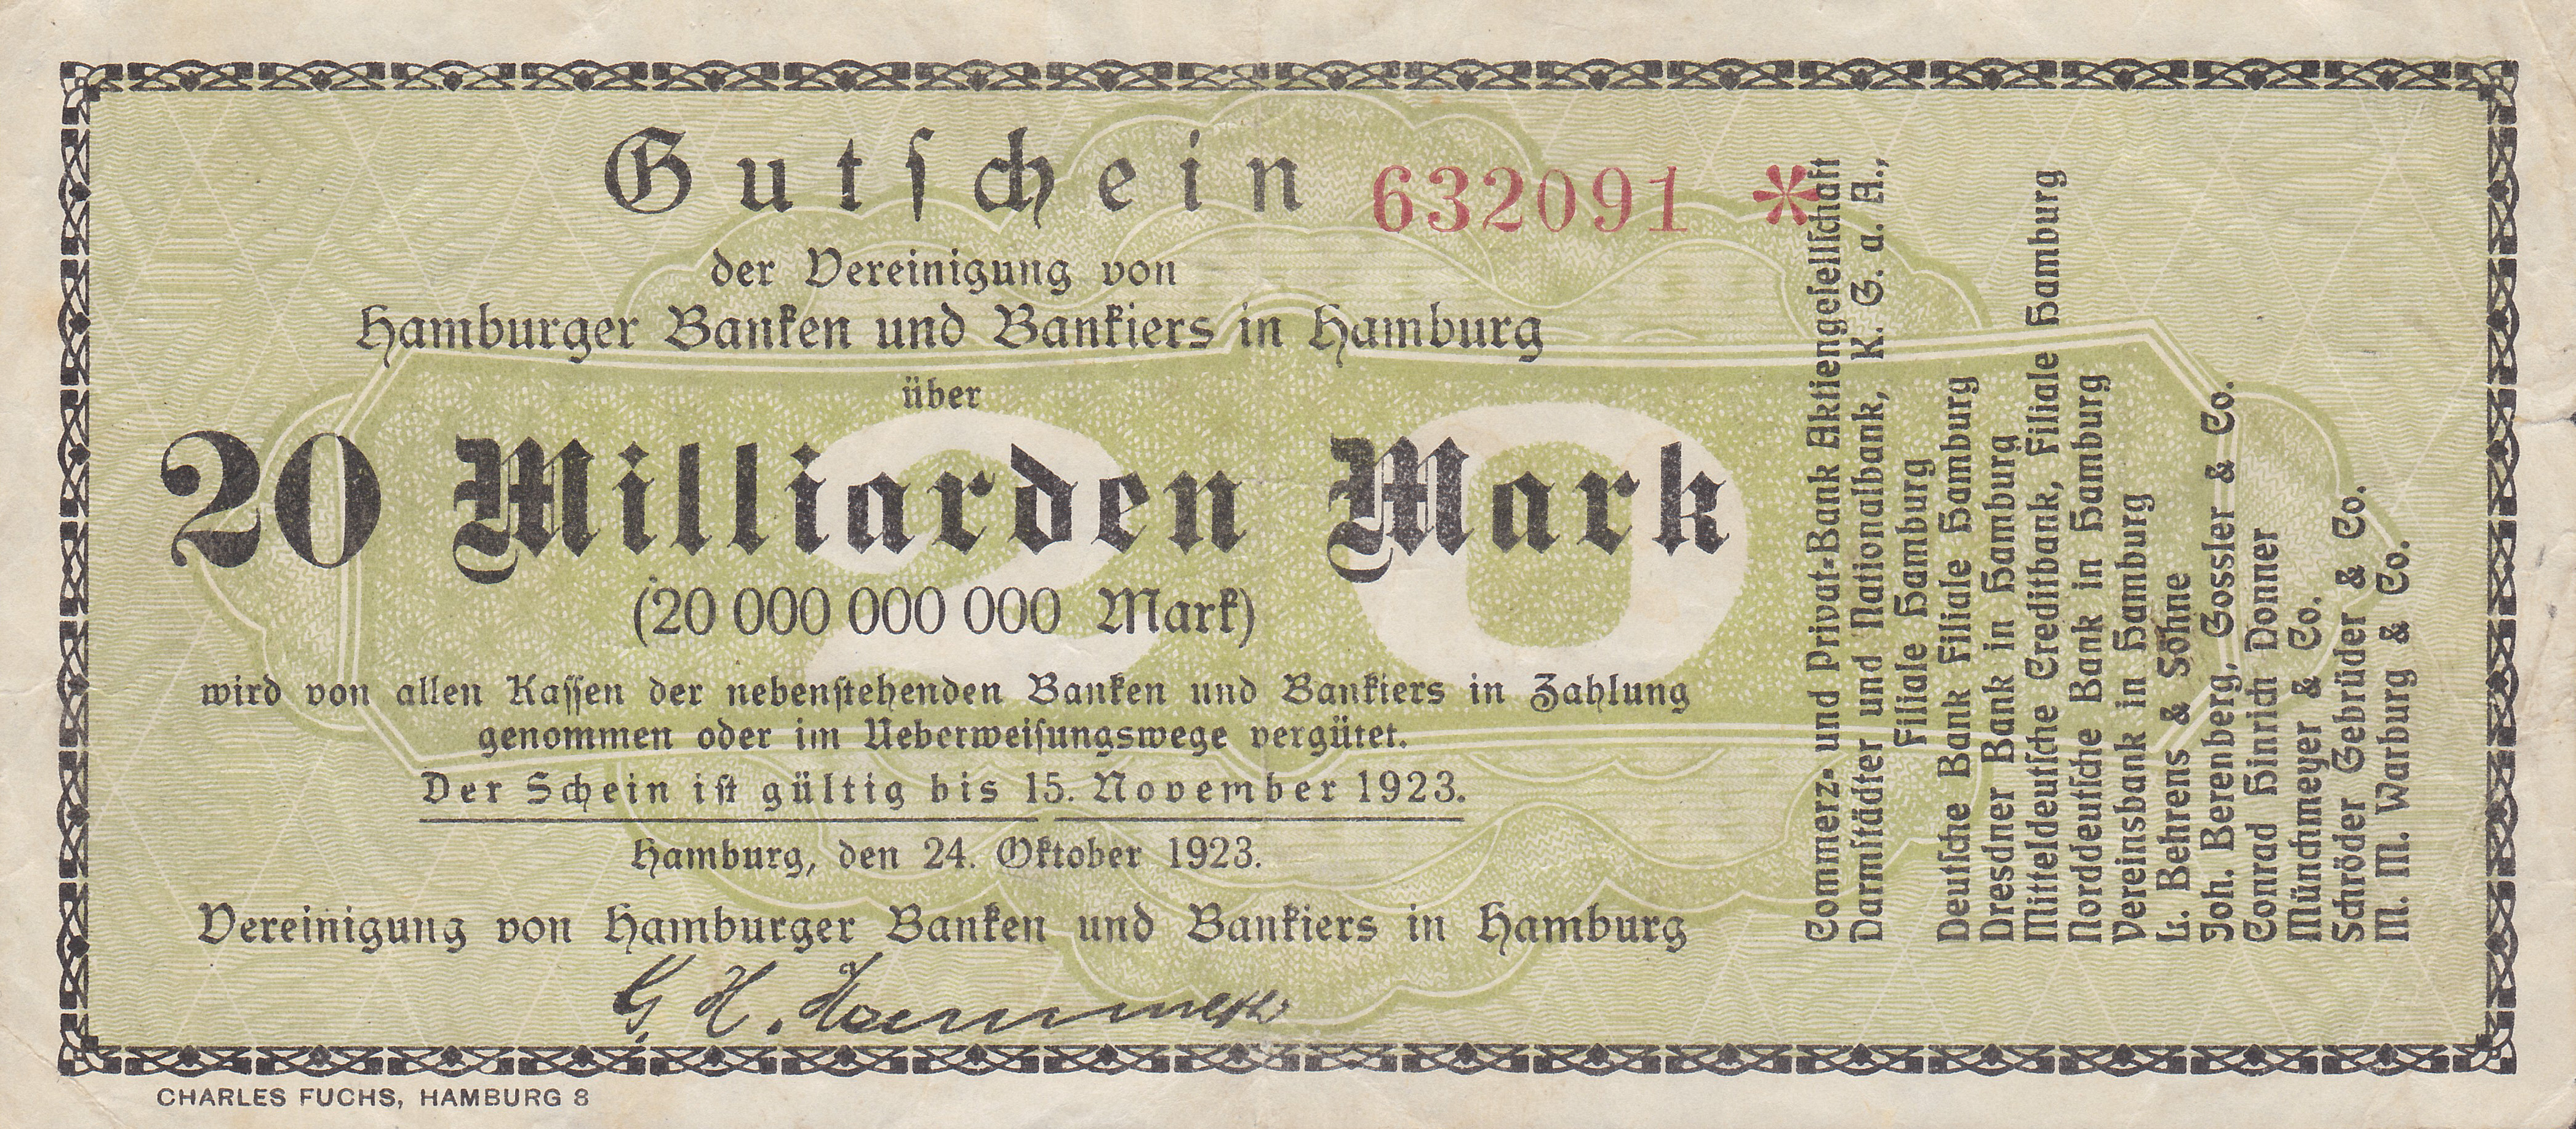 Gutſchein 632091 *
der Vereinigung von
Hamburger Banken und Bankiers in Hamburg
über
20 Milliarden Mark
(20 000 000 000 Mark)
wird von allen Kaſſen der nebenſtehenden Banken und Bankiers in Zahlung
genommen oder im Ueberweiſungswege vergütet.
Der Schein iſt gültig bis 15. November 1923.
Hamburg, den 24. Oktober 1923.
Vereinigung von Hamburger Banken und Bankiers in Hamburg
G. H.
CHARLES FUCHS, HAMBURG 8
Commerz- und Privat-Bank Aktiengeſellſchaft
Darmſtädter und Nationalbank, K. G. a. A.,
Filiale Hamburg
Deutſche Bank Filiale Hamburg
Dresdner Bank in Hamburg
Mitteldeutſche Creditbank, Filiale Hamburg
Norddeutſche Bank in Hamburg
Vereinsbank in Hamburg
L. Behrens & Söhne
Joh. Berenberg, Gossler & Co.
Conrad Hinrich Donner
Münchmeyer & Co.
Schröder Gebrüder & Co.
M. M. Warburg & Co.
20